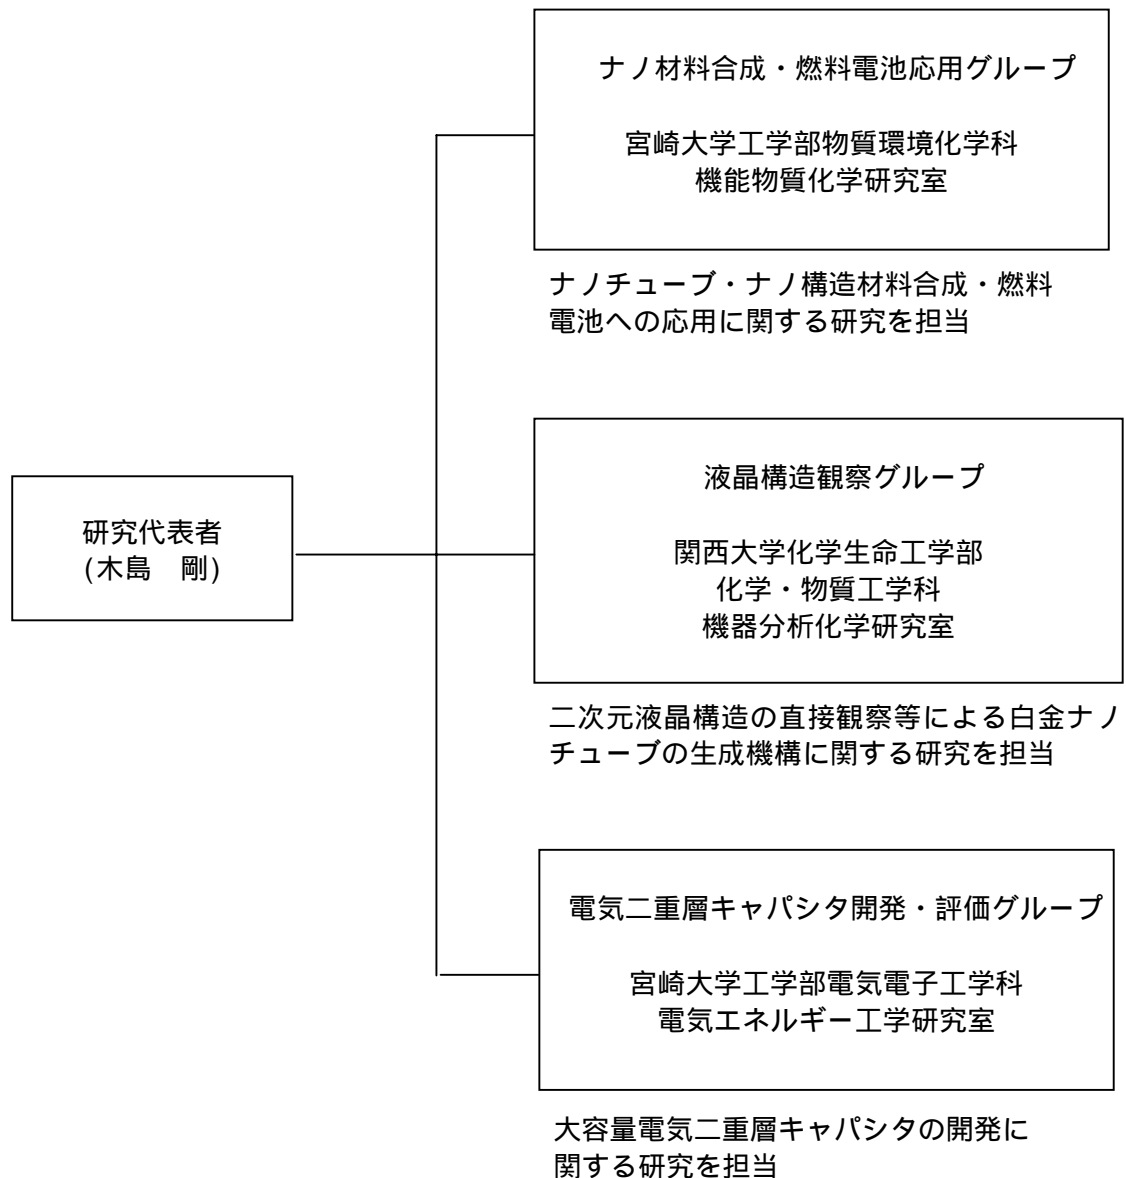 ナノ材料合成・燃料電池応用グループ
宮崎大学工学部物質環境化学科
機能物質化学研究室
ナノチューブ・ナノ構造材料合成・燃料
電池への応用に関する研究を担当
研究代表者
(木島　剛)
液晶構造観察グループ
関西大学化学生命工学部
化学・物質工学科
機器分析化学研究室
二次元液晶構造の直接観察等による白金ナノ
チューブの生成機構に関する研究を担当
電気二重層キャパシタ開発・評価グループ
宮崎大学工学部電気電子工学科
電気エネルギー工学研究室
大容量電気二重層キャパシタの開発に
関する研究を担当